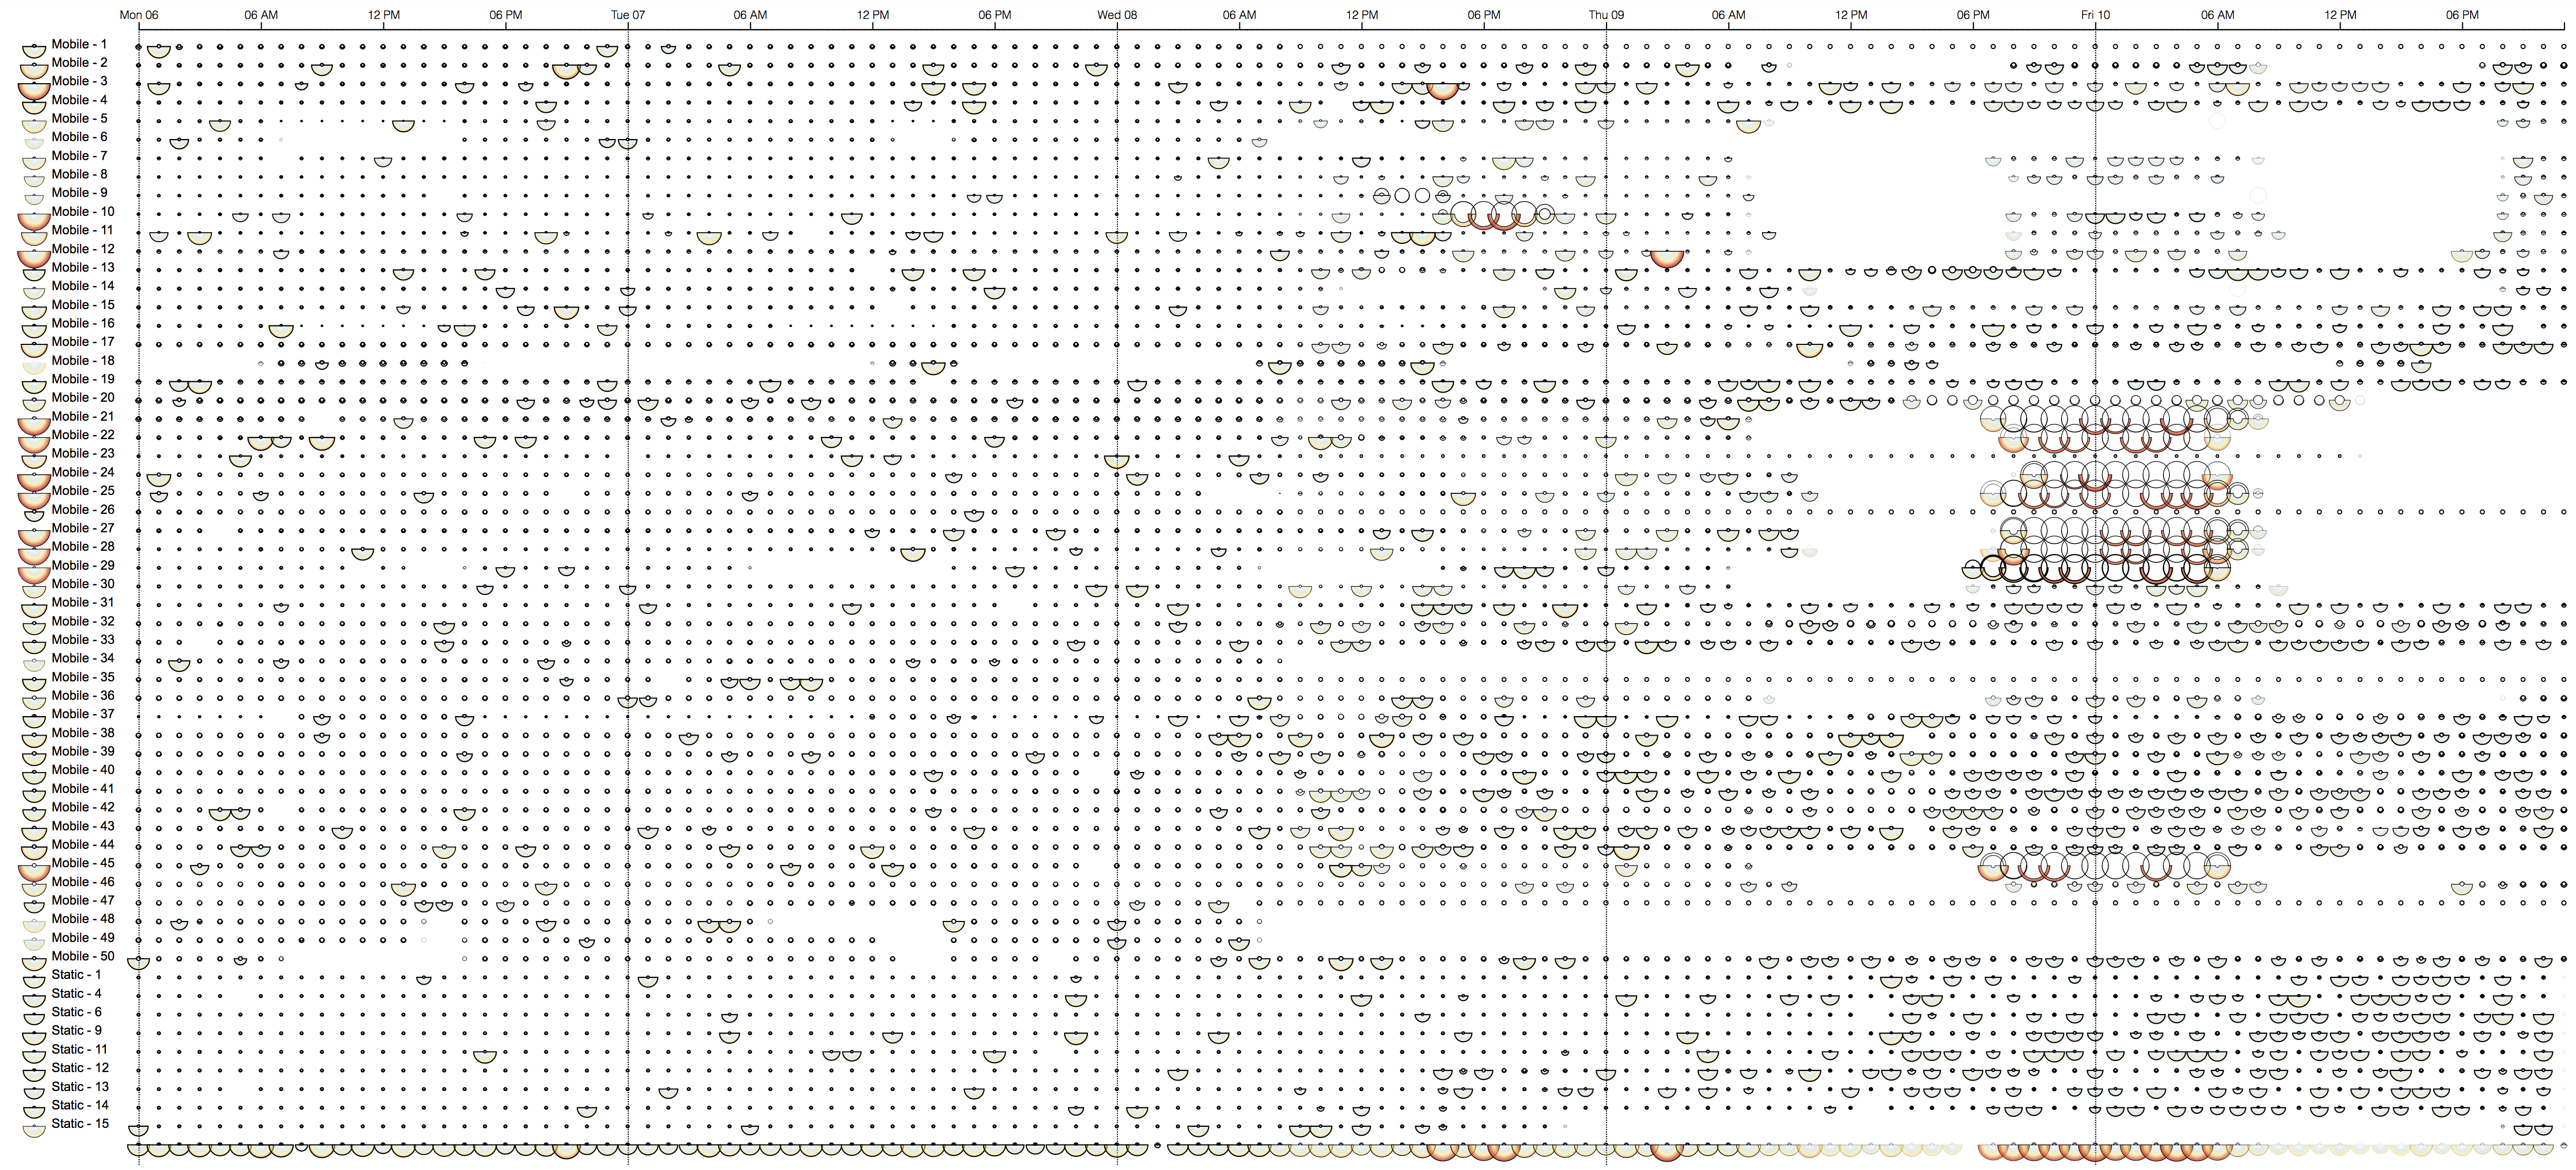 Mon 06 06 AM 12 PM 06 PM Tue 07 06 AM 12 PM 06 PM Wed 08 06 AM 12 PM 06 PM Thu 09 06 AM 12 PM 06 PM Fri 10 06 AM 12 PM 06 PM
Mobile - 1
Mobile - 2
Mobile - 3
Mobile - 4
Mobile - 5
Mobile - 6
Mobile - 7
Mobile - 8
Mobile - 9
Mobile - 10
Mobile - 11
Mobile - 12
Mobile - 13
Mobile - 14
Mobile - 15
Mobile - 16
Mobile - 17
Mobile - 18
Mobile - 19
Mobile - 20
Mobile - 21
Mobile - 22
Mobile - 23
Mobile - 24
Mobile - 25
Mobile - 26
Mobile - 27
Mobile - 28
Mobile - 29
Mobile - 30
Mobile - 31
Mobile - 32
Mobile - 33
Mobile - 34
Mobile - 35
Mobile - 36
Mobile - 37
Mobile - 38
Mobile - 39
Mobile - 40
Mobile - 41
Mobile - 42
Mobile - 43
Mobile - 44
Mobile - 45
Mobile - 46
Mobile - 47
Mobile - 48
Mobile - 49
Mobile - 50
Static - 1
Static - 4
Static - 6
Static - 9
Static - 11
Static - 12
Static - 13
Static - 14
Static - 15